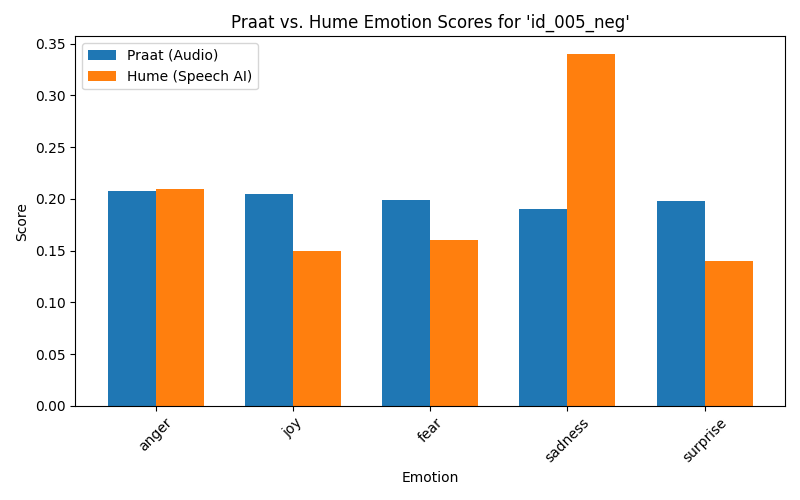 Praat vs. Hume Emotion Scores for 'id_005_neg'
Praat (Audio)
Hume (Speech AI)
Score
0.35
0.30
0.25
0.20
0.15
0.10
0.05
0.00
anger
joy
fear
sadness
surprise
Emotion